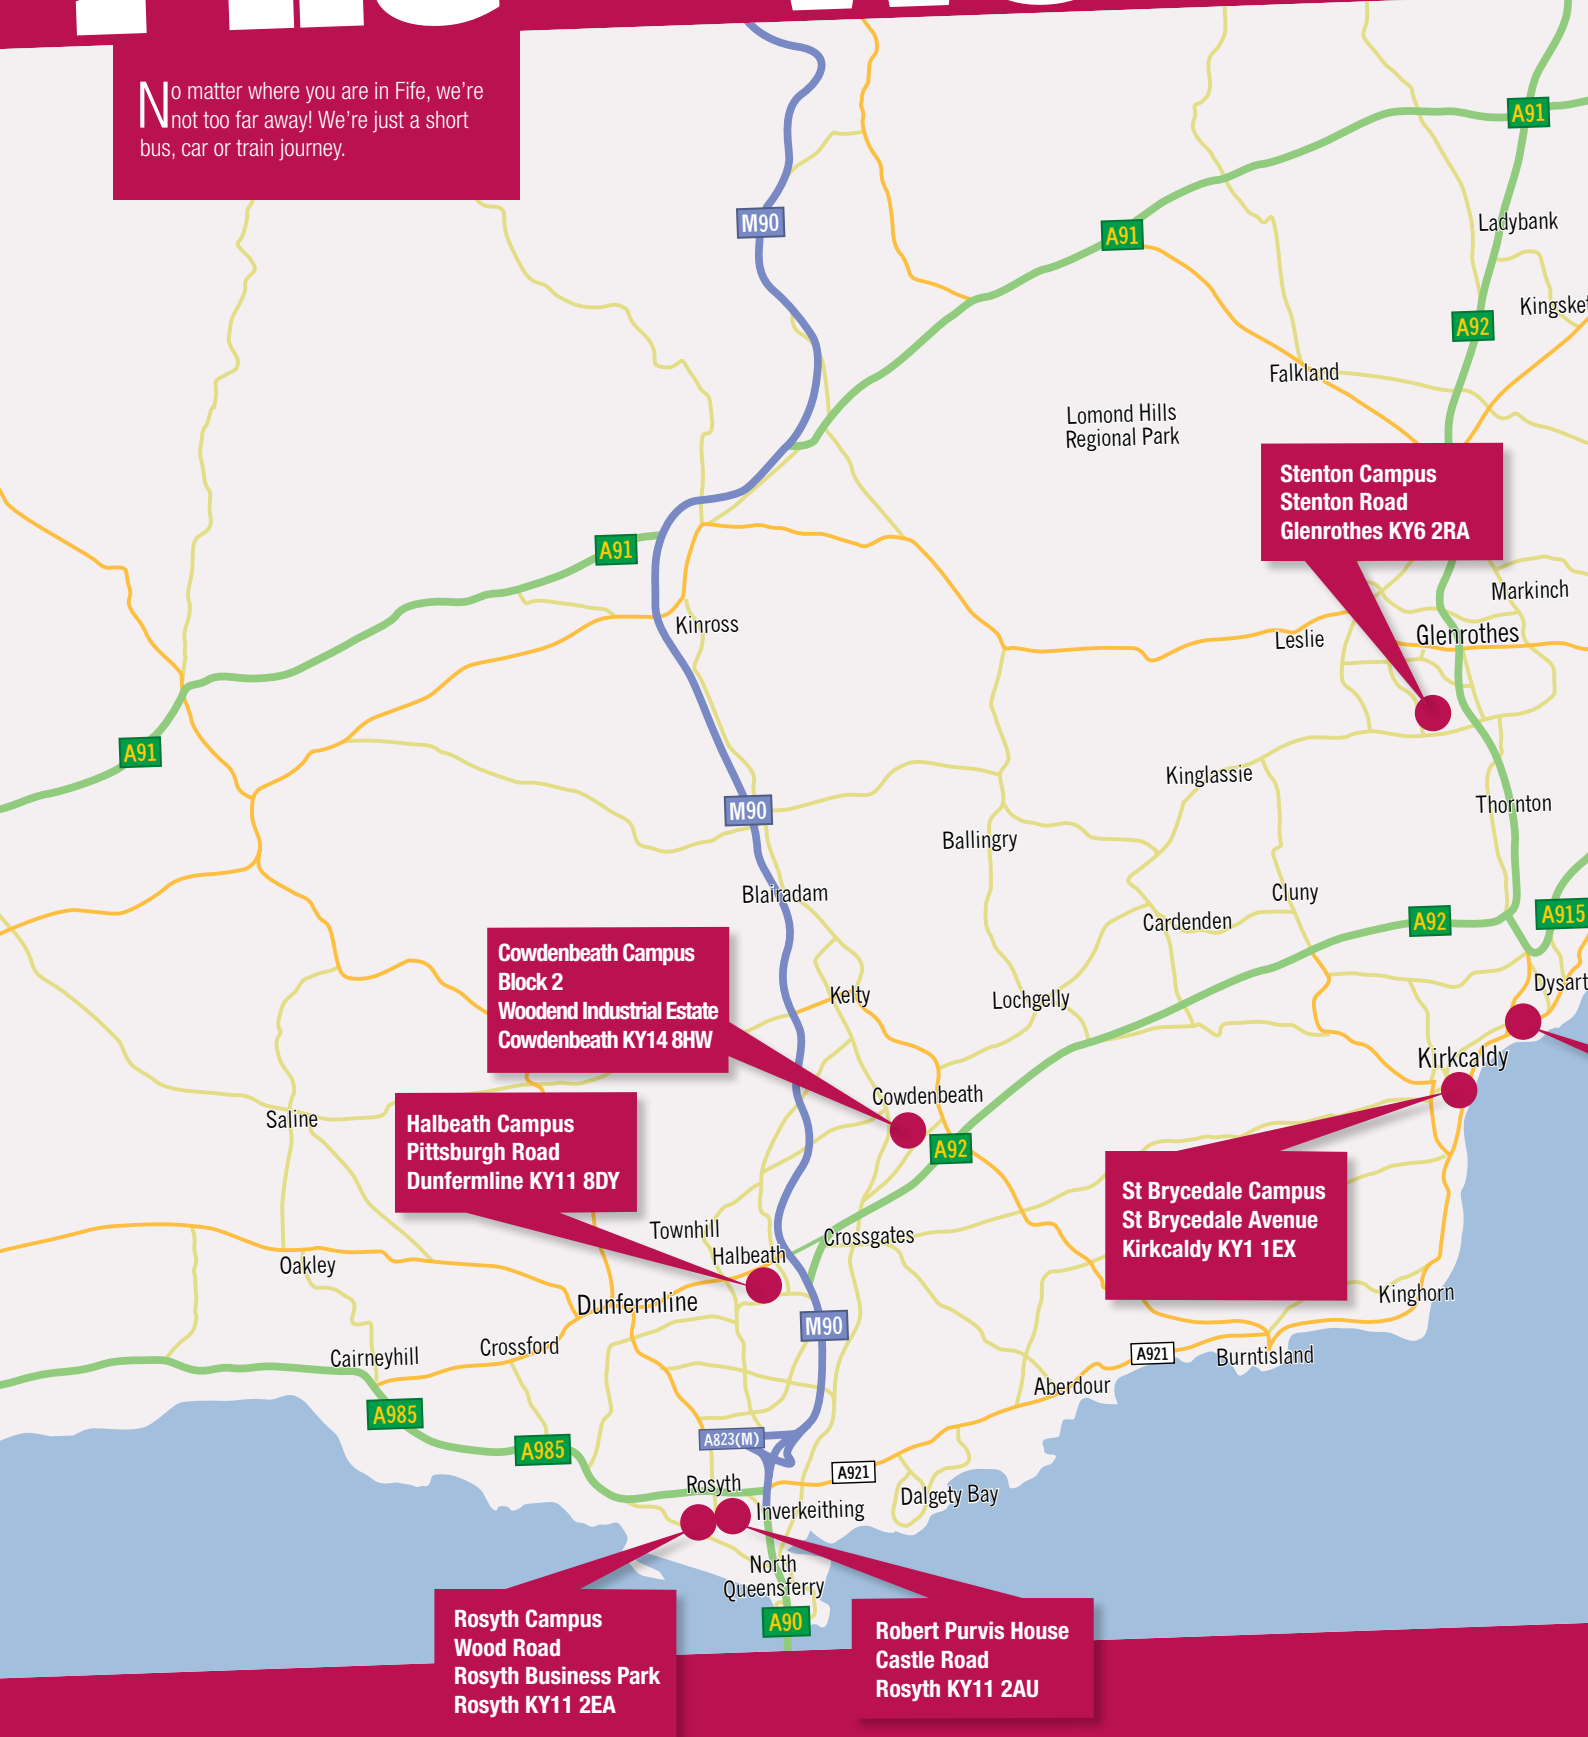 No matter where you are in Fife, we're
not too far away! We're just a short
bus, car or train journey.
A91
M90
Ladybank
A91
A92
Falkland
Lomond Hills
Regional Park
Stenton Campus
Stenton Road
Glenrothes KY6 2RA
A91
Markinch
Kinross
Leslie
Glenrothes
A91
Kinglassie
M90
Thornton
Ballingry
Blairadam
Cluny
Cardenden
A92
A915
Cowdenbeath Campus
Block 2
Woodend Industrial Estate
Cowdenbeath KY14 8HW
Kelty
Lochgelly
Dysart
Kirkcaldy
Cowdenbeath
Saline
Halbeath Campus
Pittsburgh Road
Dunfermline KY11 8DY
A92
St Brycedale Campus
St Brycedale Avenue
Kirkcaldy KY1 1EX
Townhill
Halbeath
Crossgates
Oakley
Dunfermline
Kinghorn
M90
Crossford
Cairneyhill
A921
Burntisland
Aberdour
A985
A985
A823(M)
A921
Rosyth
Dalgety Bay
Inverkeithing
North
Queensferry
A90
Rosyth Campus
Wood Road
Rosyth Business Park
Rosyth KY11 2EA
Robert Purvis House
Castle Road
Rosyth KY11 2AU